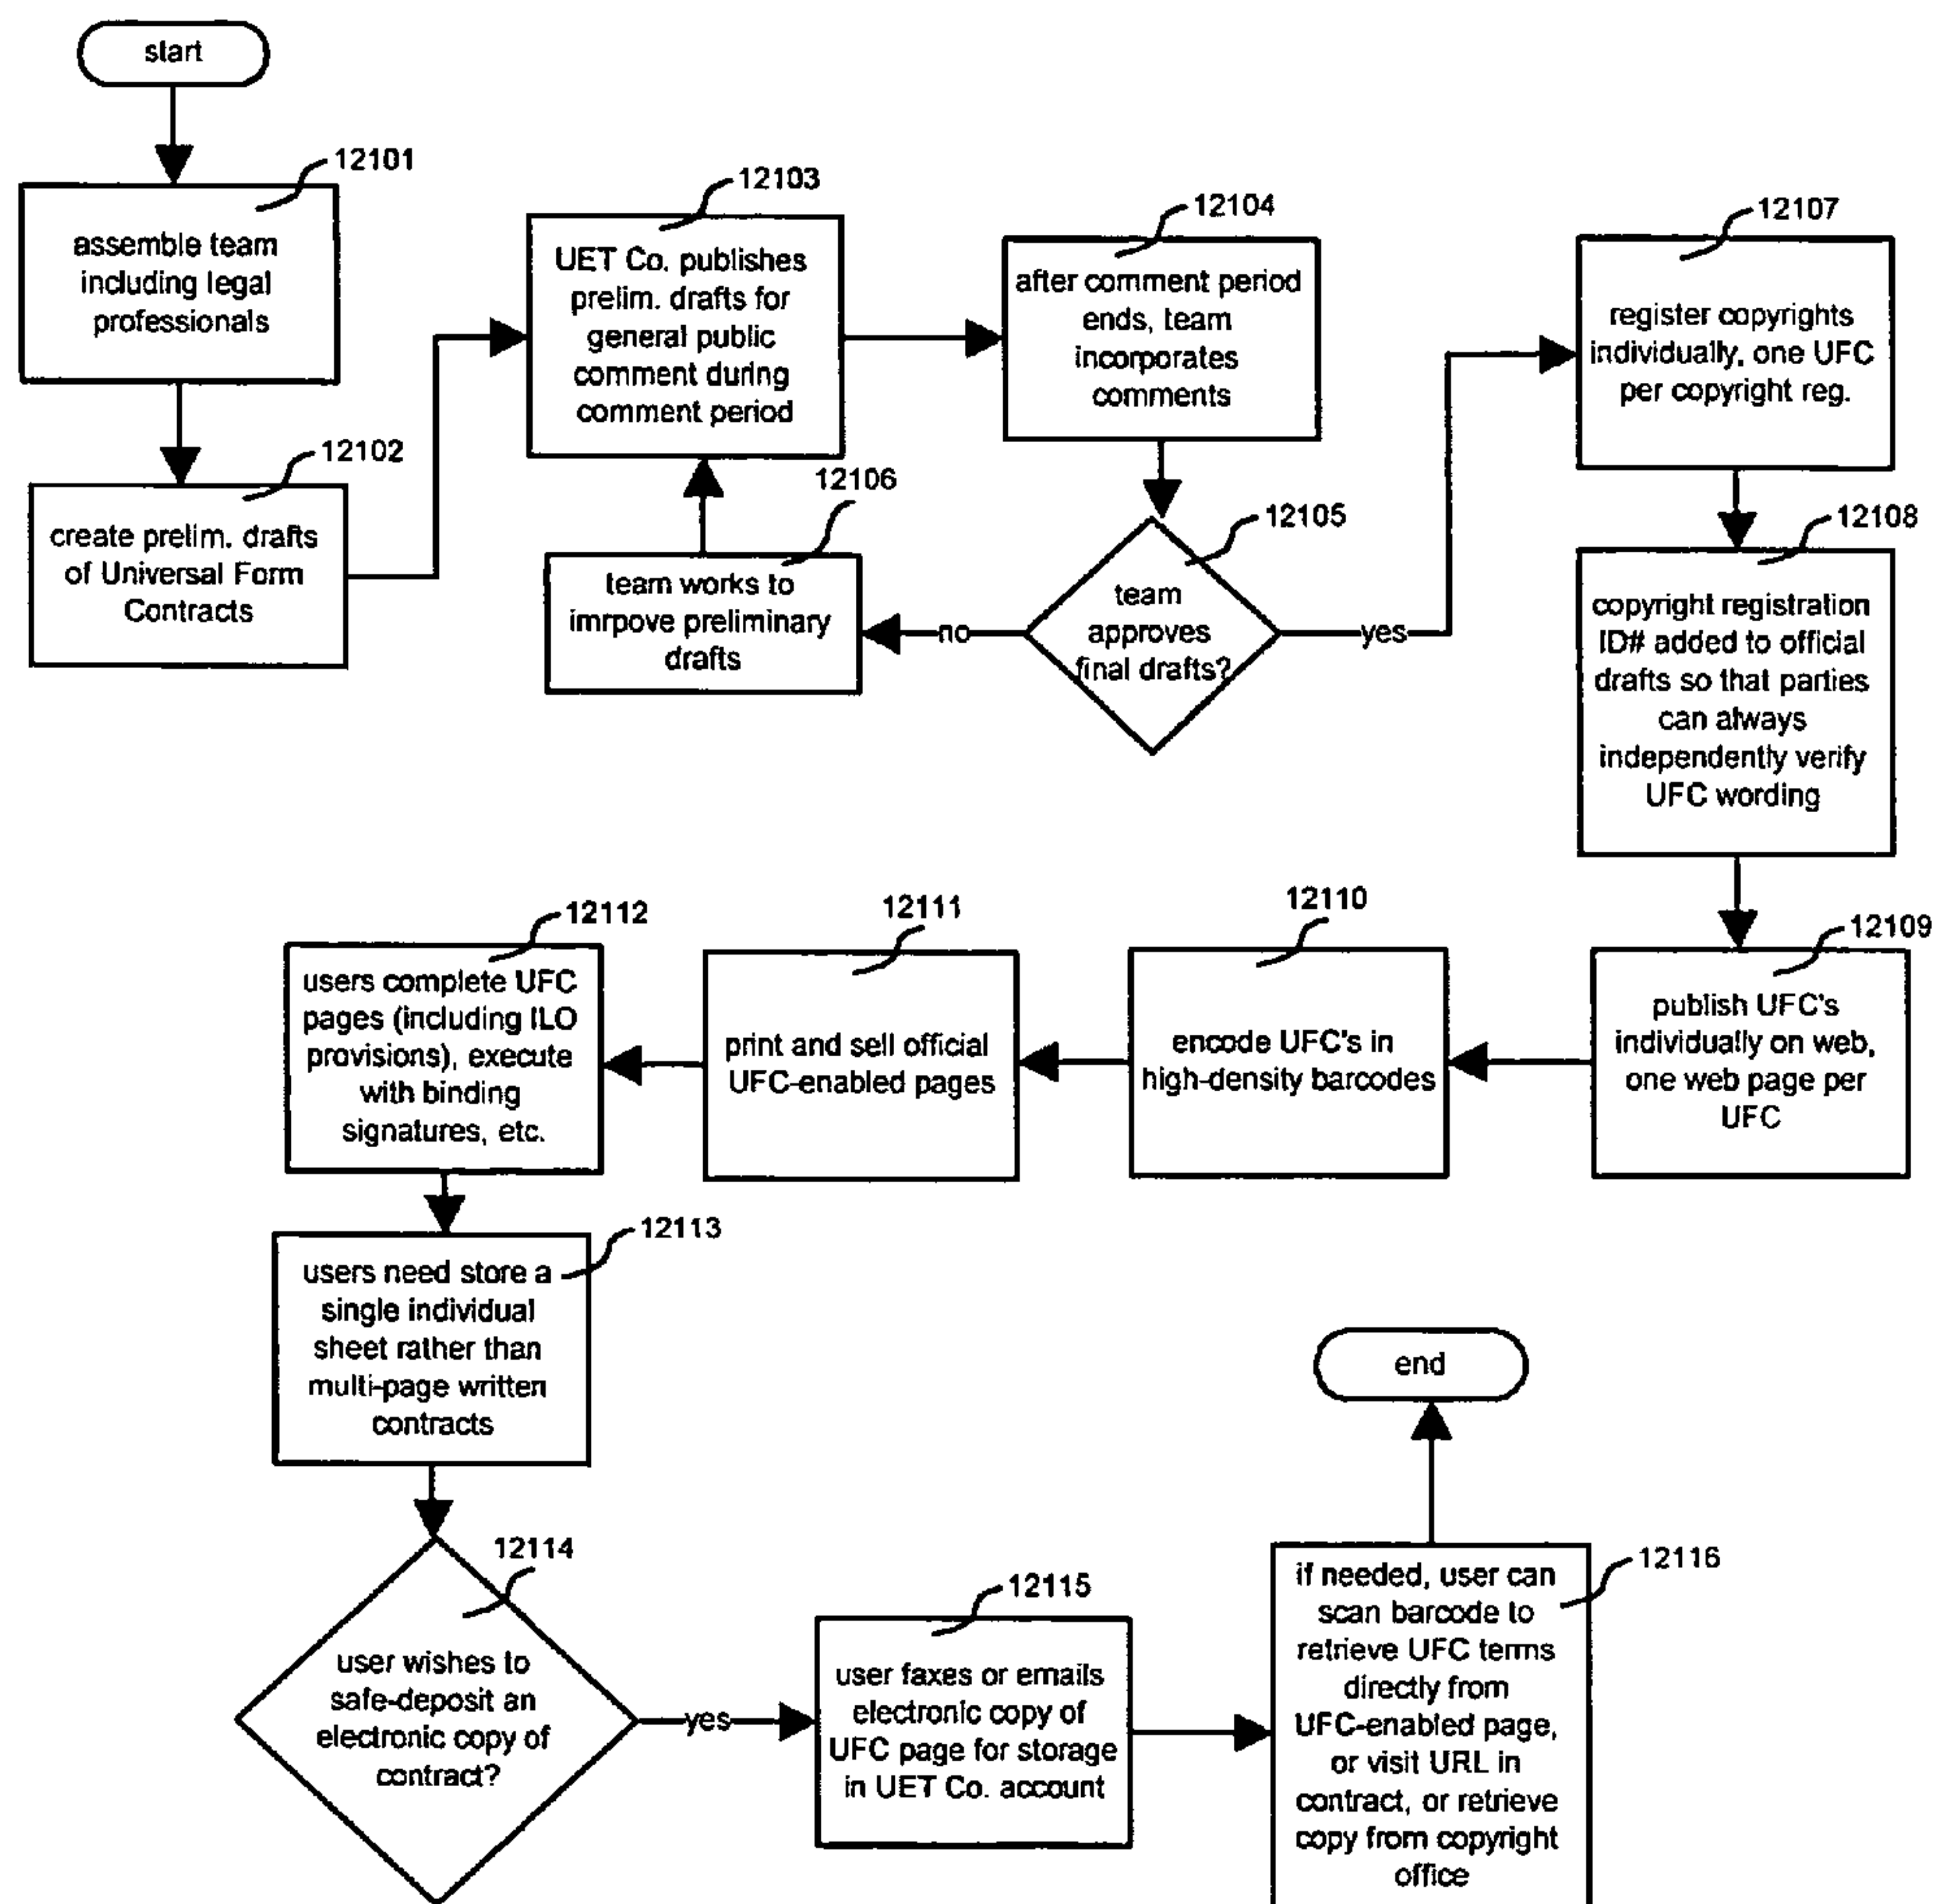 start
12101
assemble team
including legal
professionals
12102
create prelim. drafts
of Universal Form
Contracts
12103
UET Co. publishes
prelim. drafts for
general public
comment during
comment period
12104
after comment period
ends, team
incorporates
comments
12105
team
approves
final drafts?
no
yes
12106
team works to
imrpove preliminary
drafts
12107
register copyrights
individually, one UFC
per copyright reg.
12108
copyright registration
ID# added to official
drafts so that parties
can always
independently verify
UFC wording
12109
publish UFC's
individually on web,
one web page per
UFC
12110
encode UFC's in
high-density barcodes
12111
print and sell official
UFC-enabled pages
12112
users complete UFC
pages (including ILO
provisions), execute
with binding
signatures, etc.
12113
users need store a
single individual
sheet rather than
multi-page written
contracts
12114
user wishes to
safe-deposit an
electronic copy of
contract?
yes
12115
user faxes or emails
electronic copy of
UFC page for storage
in UET Co. account
12116
if needed, user can
scan barcode to
retrieve UFC terms
directly from
UFC-enabled page,
or visit URL in
contract, or retrieve
copy from copyright
office
end